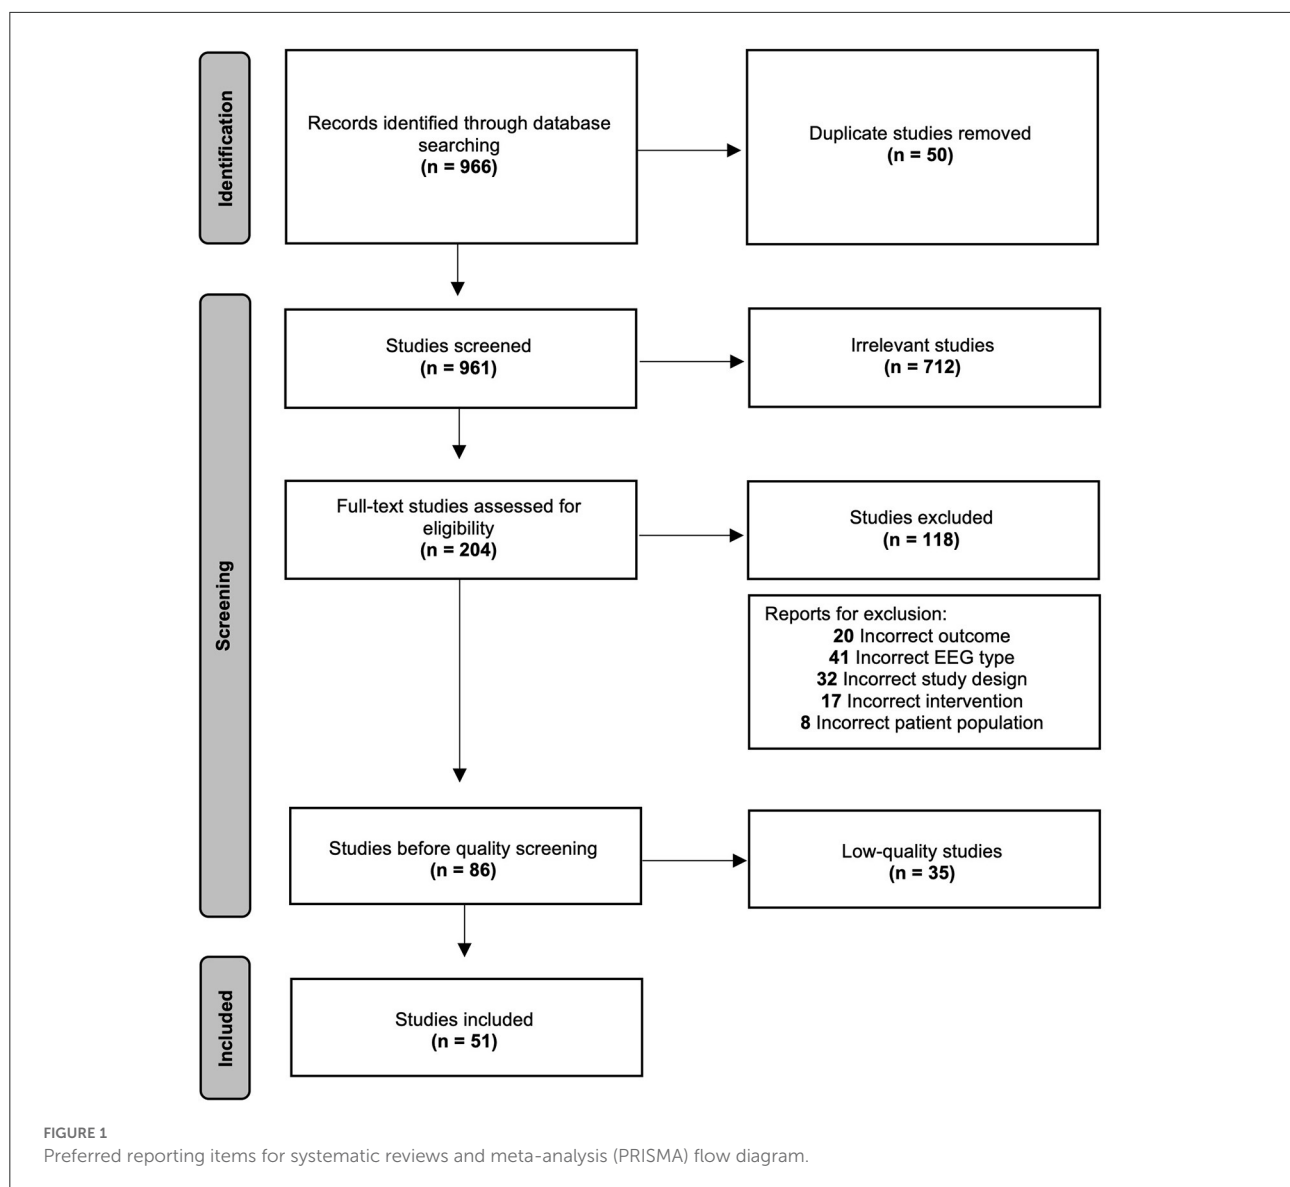 Identification
Records identified through database
searching
(n = 966)
Duplicate studies removed
(n = 50)
Screening
Studies screened
(n = 961)
Irrelevant studies
(n = 712)
Full-text studies assessed for
eligibility
(n = 204)
Studies excluded
(n = 118)
Reports for exclusion:
20 Incorrect outcome
41 Incorrect EEG type
32 Incorrect study design
17 Incorrect intervention
8 Incorrect patient population
Studies before quality screening
(n = 86)
Low-quality studies
(n = 35)
Included
Studies included
(n = 51)
FIGURE 1
Preferred reporting items for systematic reviews and meta-analysis (PRISMA) flow diagram.